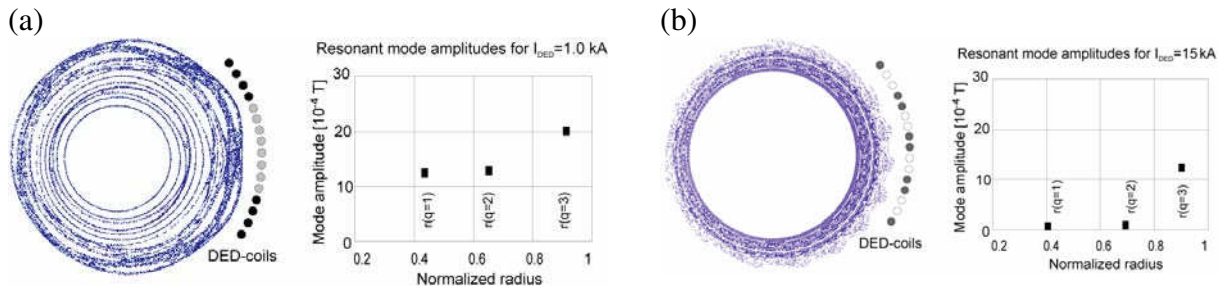 (a)
Resonant mode amplitudes for I_DED=1.0 kA
Mode amplitude [10⁻⁴ T]
30
20
10
0
r(q=1)
r(q=2)
r(q=3)
0.2 0.4 0.6 0.8 1
Normalized radius
DED-coils
(b)
Resonant mode amplitudes for I_DED=15 kA
Mode amplitude [10⁻⁴ T]
30
20
10
0
r(q=1)
r(q=2)
r(q=3)
0.2 0.4 0.6 0.8 1
Normalized radius
DED-coils